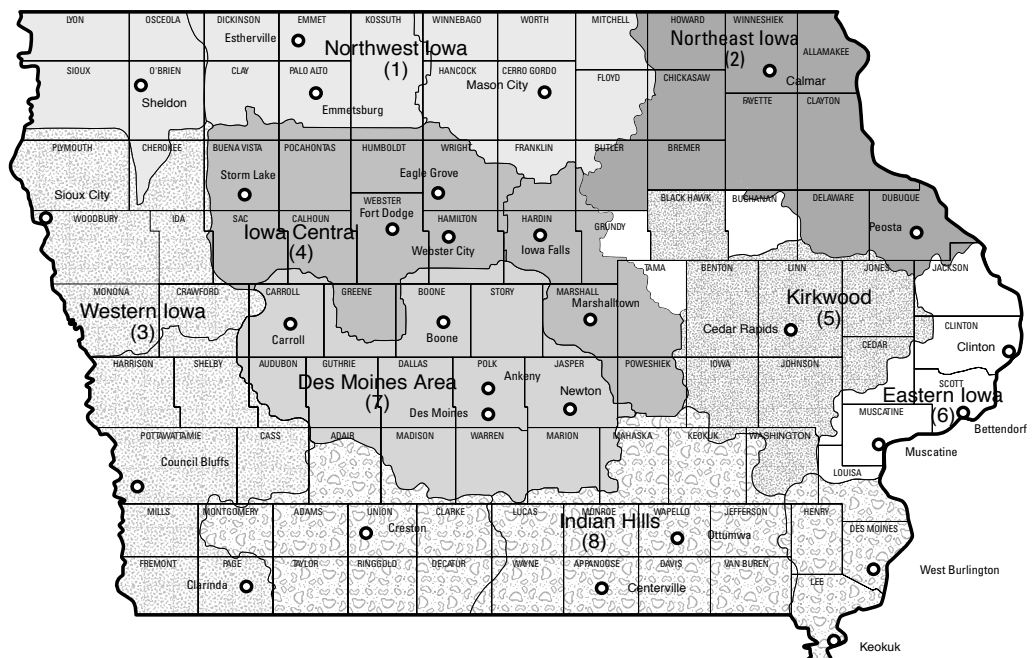 LYON
OSCEOLA
DICKINSON
EMMET
KOSSUTH
WINNEBAGO
WORTH
MITCHELL
HOWARD
WINNESHIEK
ALLAMAKEE
Estherville
Northwest Iowa
(1)
Northeast Iowa
(2)
SIOUX
O'BRIEN
CLAY
PALO ALTO
HANCOCK
CERRO GORDO
FLOYD
CHICKASAW
Calmar
Sheldon
Emmetsburg
Mason City
FAYETTE
CLAYTON
PLYMOUTH
CHEROKEE
BUENA VISTA
POCAHONTAS
HUMBOLDT
WRIGHT
FRANKLIN
BUTLER
BREMER
Storm Lake
Eagle Grove
Sioux City
WEBSTER
Fort Dodge
BLACK HAWK
BUCHANAN
DELAWARE
DUBUQUE
WOODBURY
IDA
SAC
CALHOUN
HAMILTON
HARDIN
GRUNDY
Peosta
Iowa Central
(4)
Webster City
Iowa Falls
TAMA
BENTON
LINN
JONES
JACKSON
MONONA
CRAWFORD
CARROLL
GREENE
BOONE
STORY
MARSHALL
Marshalltown
Kirkwood
(5)
Western Iowa
(3)
Carroll
Boone
Cedar Rapids
CEDAR
CLINTON
Clinton
HARRISON
SHELBY
AUDUBON
GUTHRIE
DALLAS
POLK
JASPER
POWESHIEK
IOWA
JOHNSON
Des Moines Area
(7)
Ankeny
Newton
Des Moines
SCOTT
Eastern Iowa
(6)
MUSCATINE
Bettendorf
POTTAWATTAMIE
CASS
ADAIR
MADISON
WARREN
MARION
MAHASKA
KEOKUK
WASHINGTON
Council Bluffs
Muscatine
LOUISA
MILLS
MONTGOMERY
ADAMS
UNION
CLARKE
LUCAS
MONROE
WAPELLO
JEFFERSON
HENRY
DES MOINES
Creston
Indian Hills
(8)
Ottumwa
FREMONT
PAGE
TAYLOR
RINGGOLD
DECATUR
WAYNE
APPANOOSE
DAVIS
VAN BUREN
LEE
West Burlington
Clarinda
Centerville
Keokuk